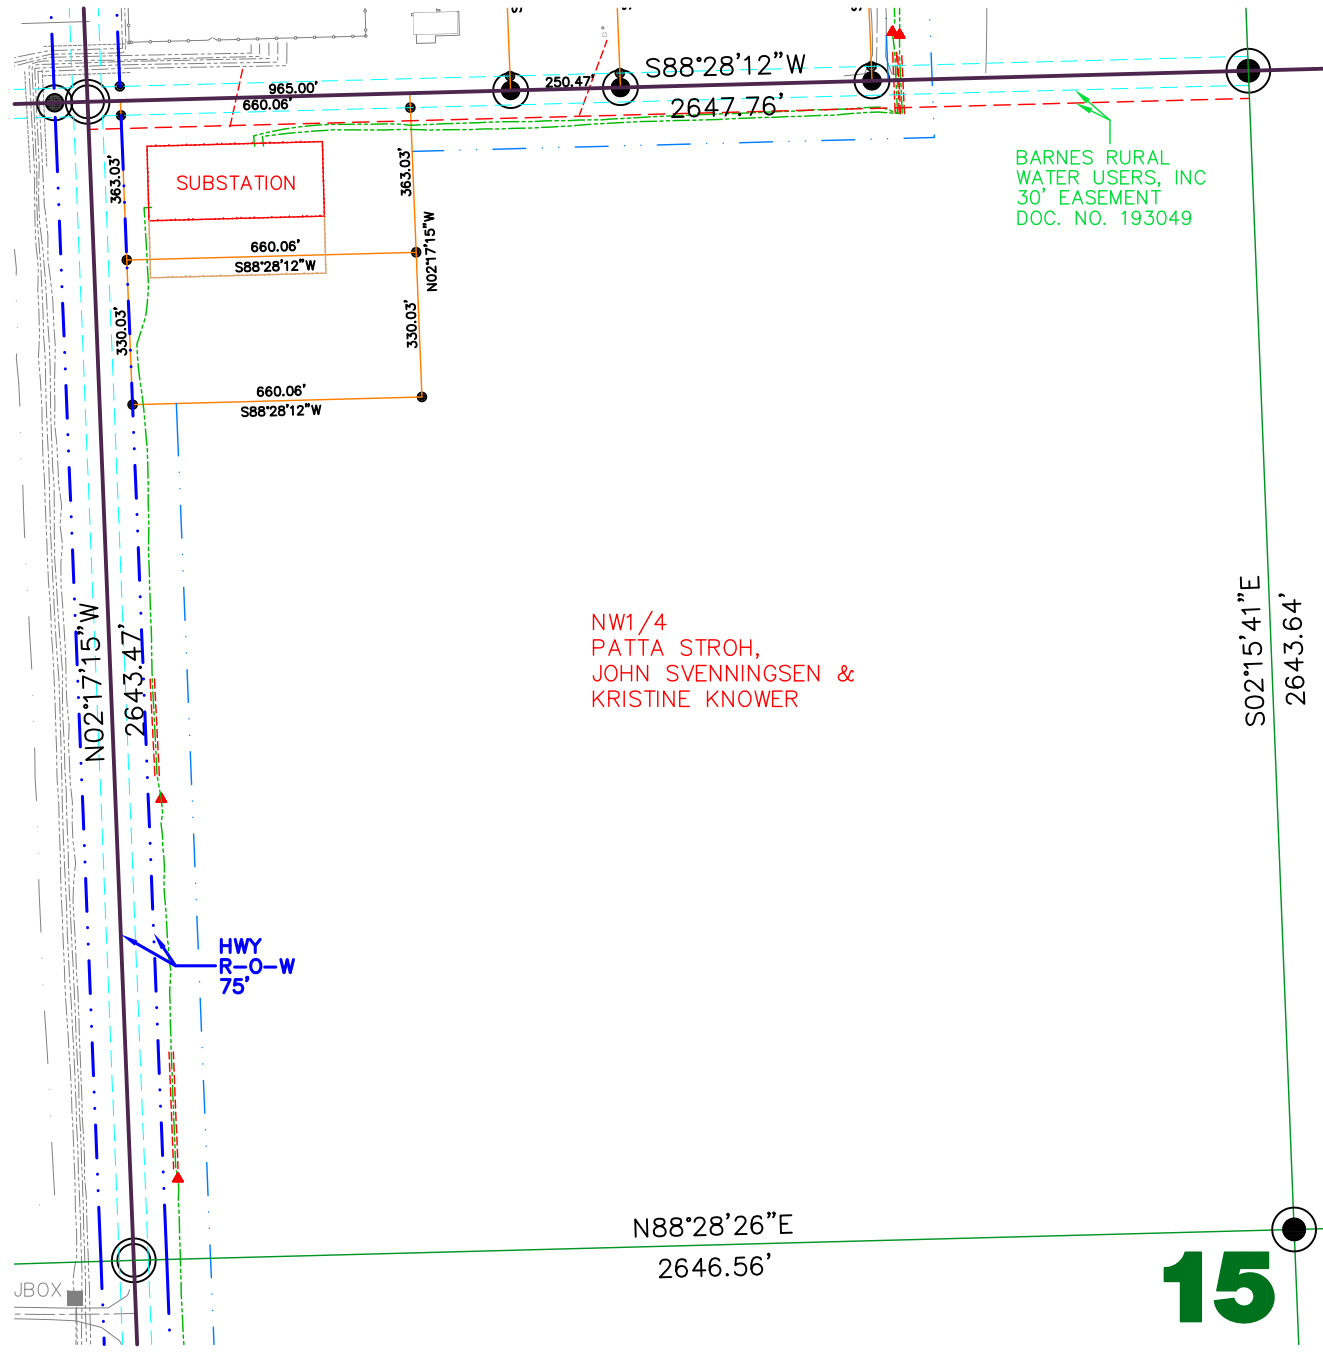 S88°28'12"W
965.00'
250.47'
660.06'
2647.76'
BARNES RURAL
WATER USERS, INC
30' EASEMENT
DOC. NO. 193049
363.03'
SUBSTATION
363.03'
N02°17'15"W
660.06'
S88°28'12"W
330.03'
330.03'
660.06'
S88°28'12"W
N02°17'15"W
2643.47'
NW1/4
PATTA STROH,
JOHN SVENNINGSEN &
KRISTINE KNOWER
S02°15'41"E
2643.64'
HWY
R-O-W
75'
N88°28'26"E
2646.56'
15
JBOX